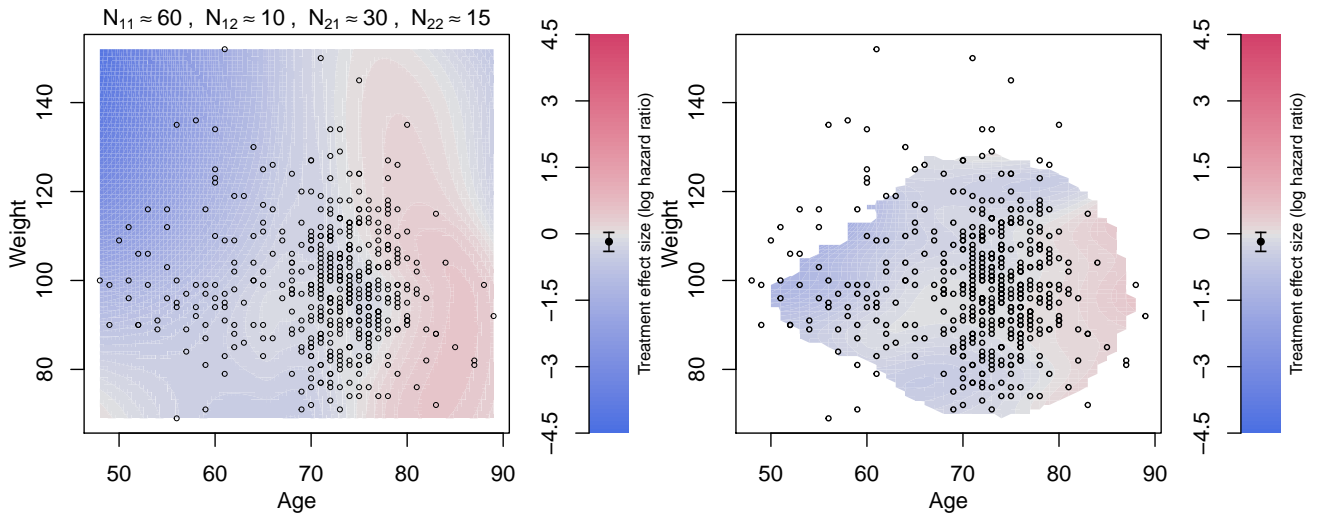 N₁₁ ≈ 60 , N₁₂ ≈ 10 , N₂₁ ≈ 30 , N₂₂ ≈ 15
Weight
140
120
100
80
50 60 70 80 90
Age
4.5
3
1.5
0
−1.5
−3
−4.5
Treatment effect size (log hazard ratio)
Weight
140
120
100
80
50 60 70 80 90
Age
4.5
3
1.5
0
−1.5
−3
−4.5
Treatment effect size (log hazard ratio)